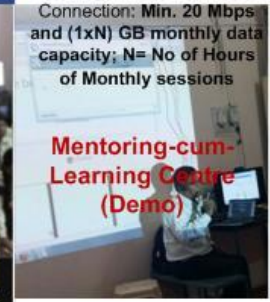 Connection: Min. 20 Mbps
and (1xN) GB monthly data
capacity; N= No of Hours
of Monthly sessions
Mentoring-cum-
Learning Centre
(Demo)